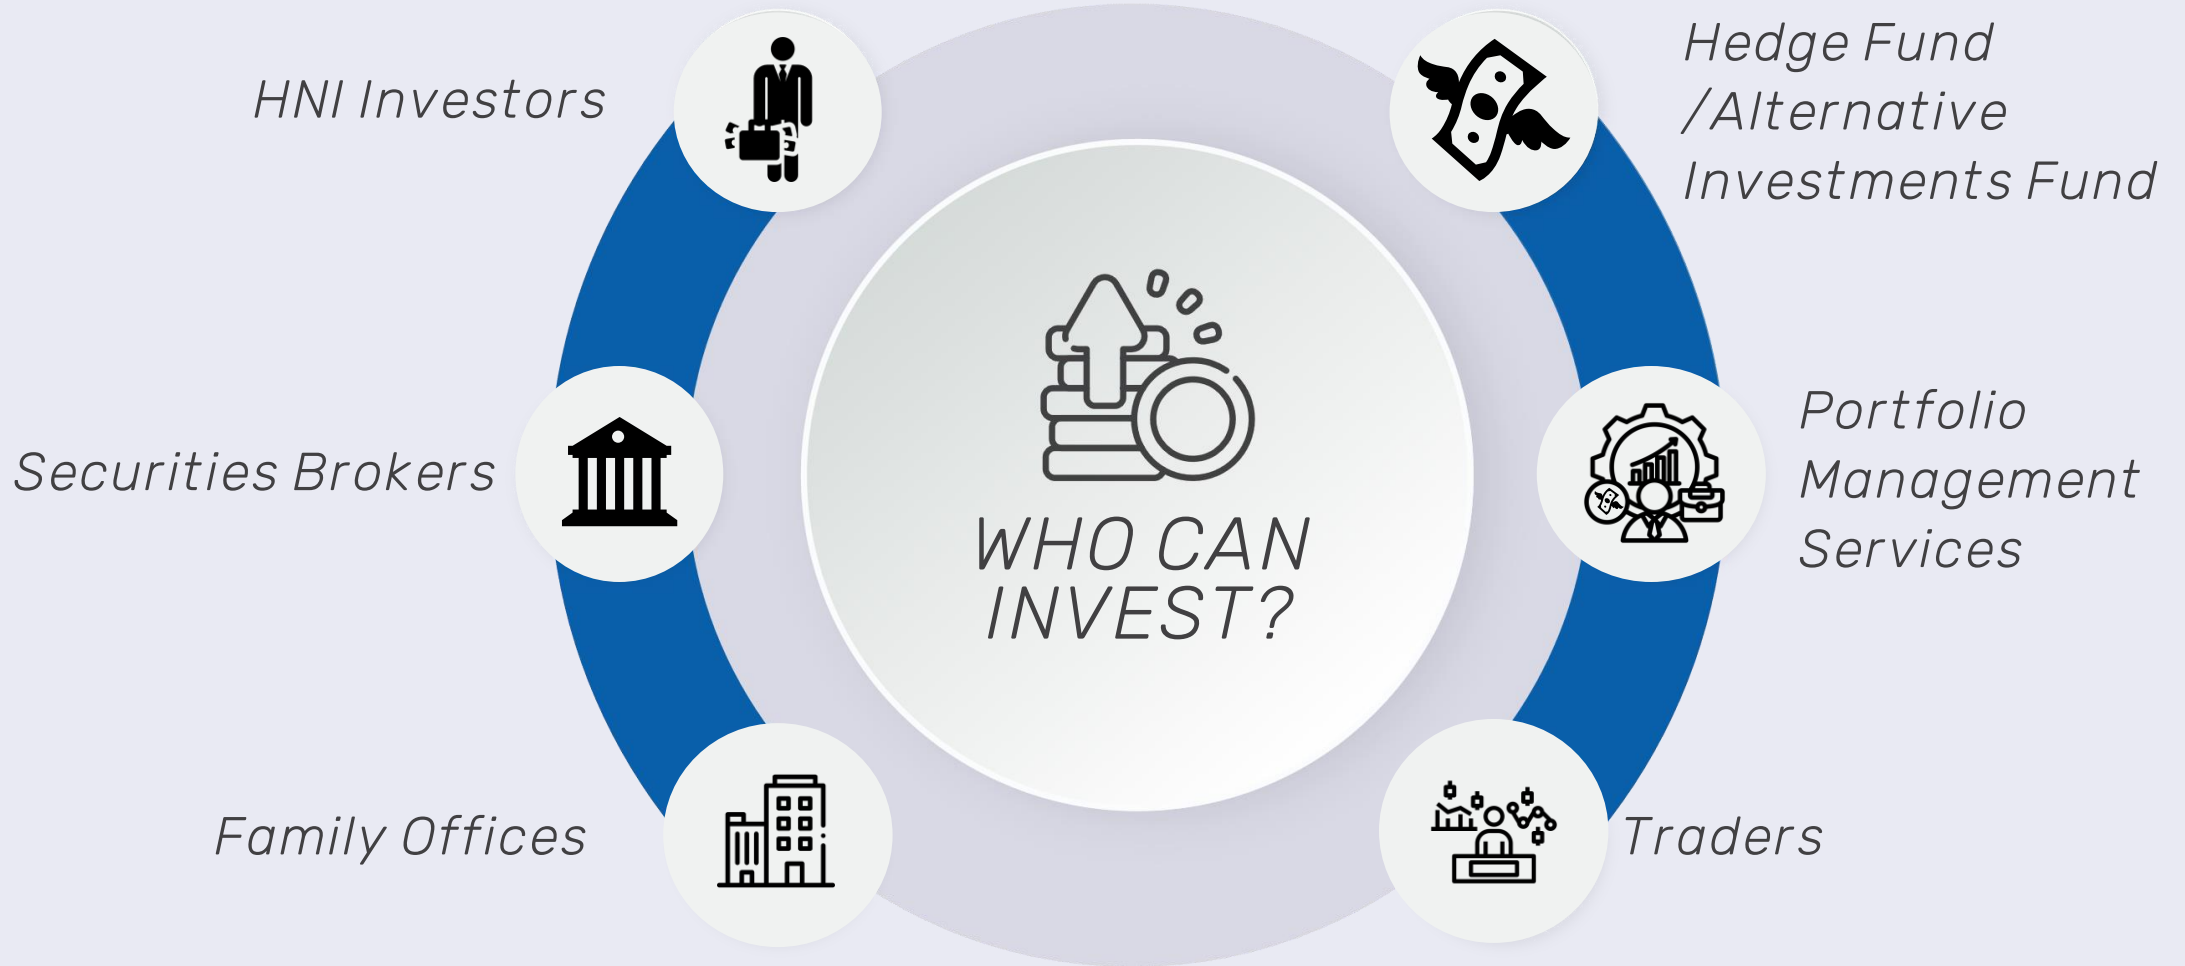 HNI Investors
Securities Brokers
Family Offices
WHO CAN
INVEST?
Hedge Fund
/Alternative
Investments Fund
Portfolio
Management
Services
Traders